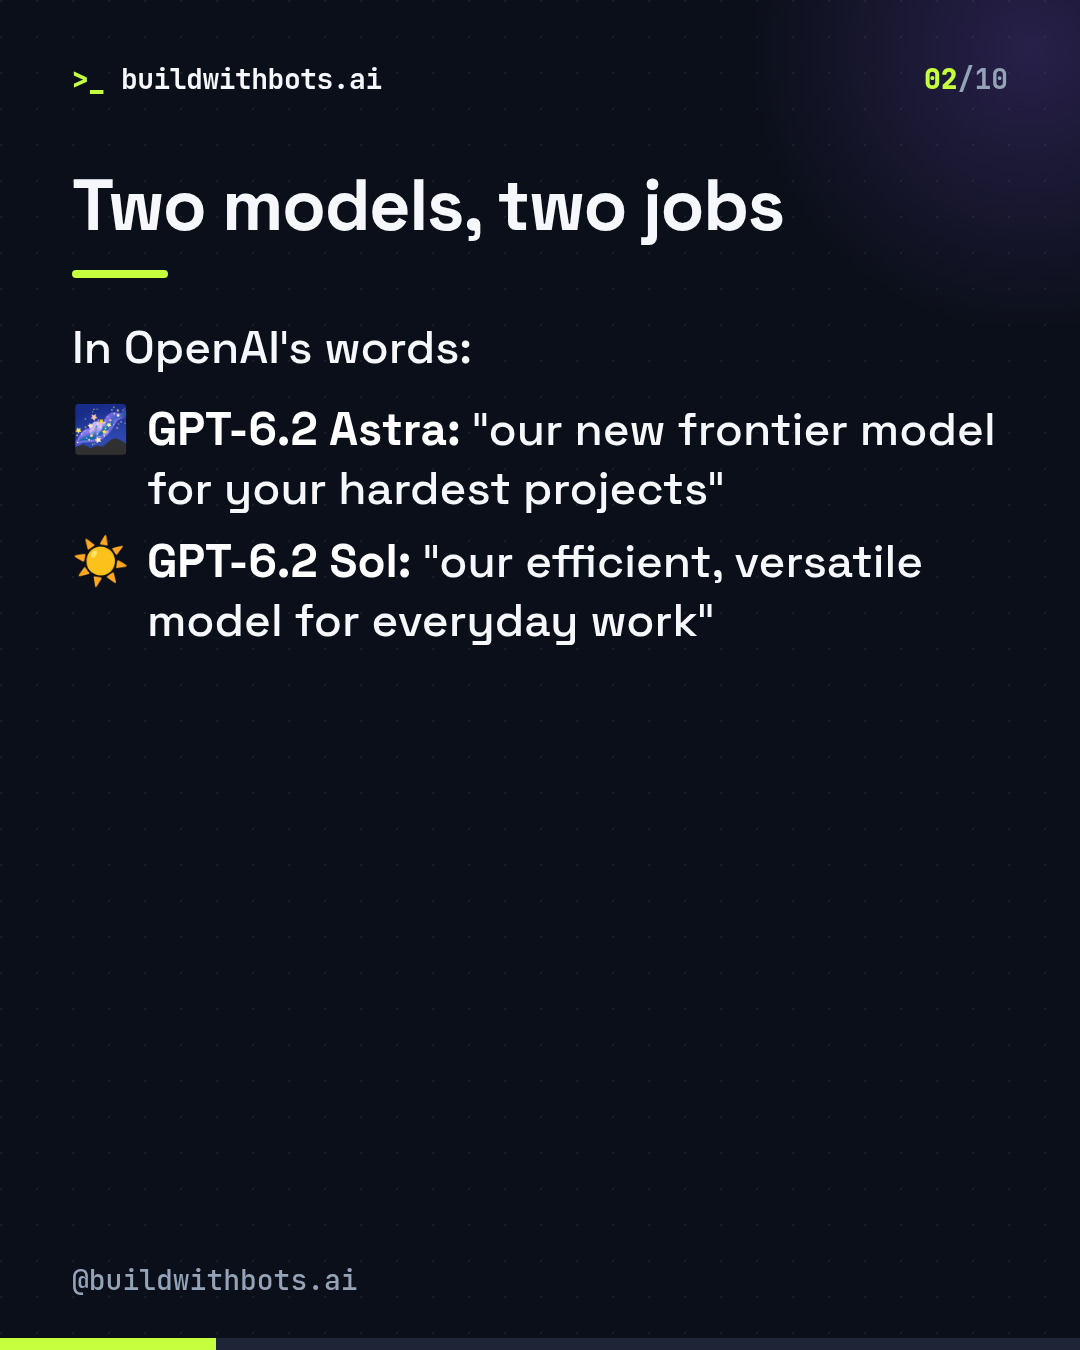 >_ buildwithbots.ai
02/10
Two models, two jobs
In OpenAI's words:
GPT-6.2 Astra: "our new frontier model
for your hardest projects"
GPT-6.2 Sol: "our efficient, versatile
model for everyday work"
@buildwithbots.ai